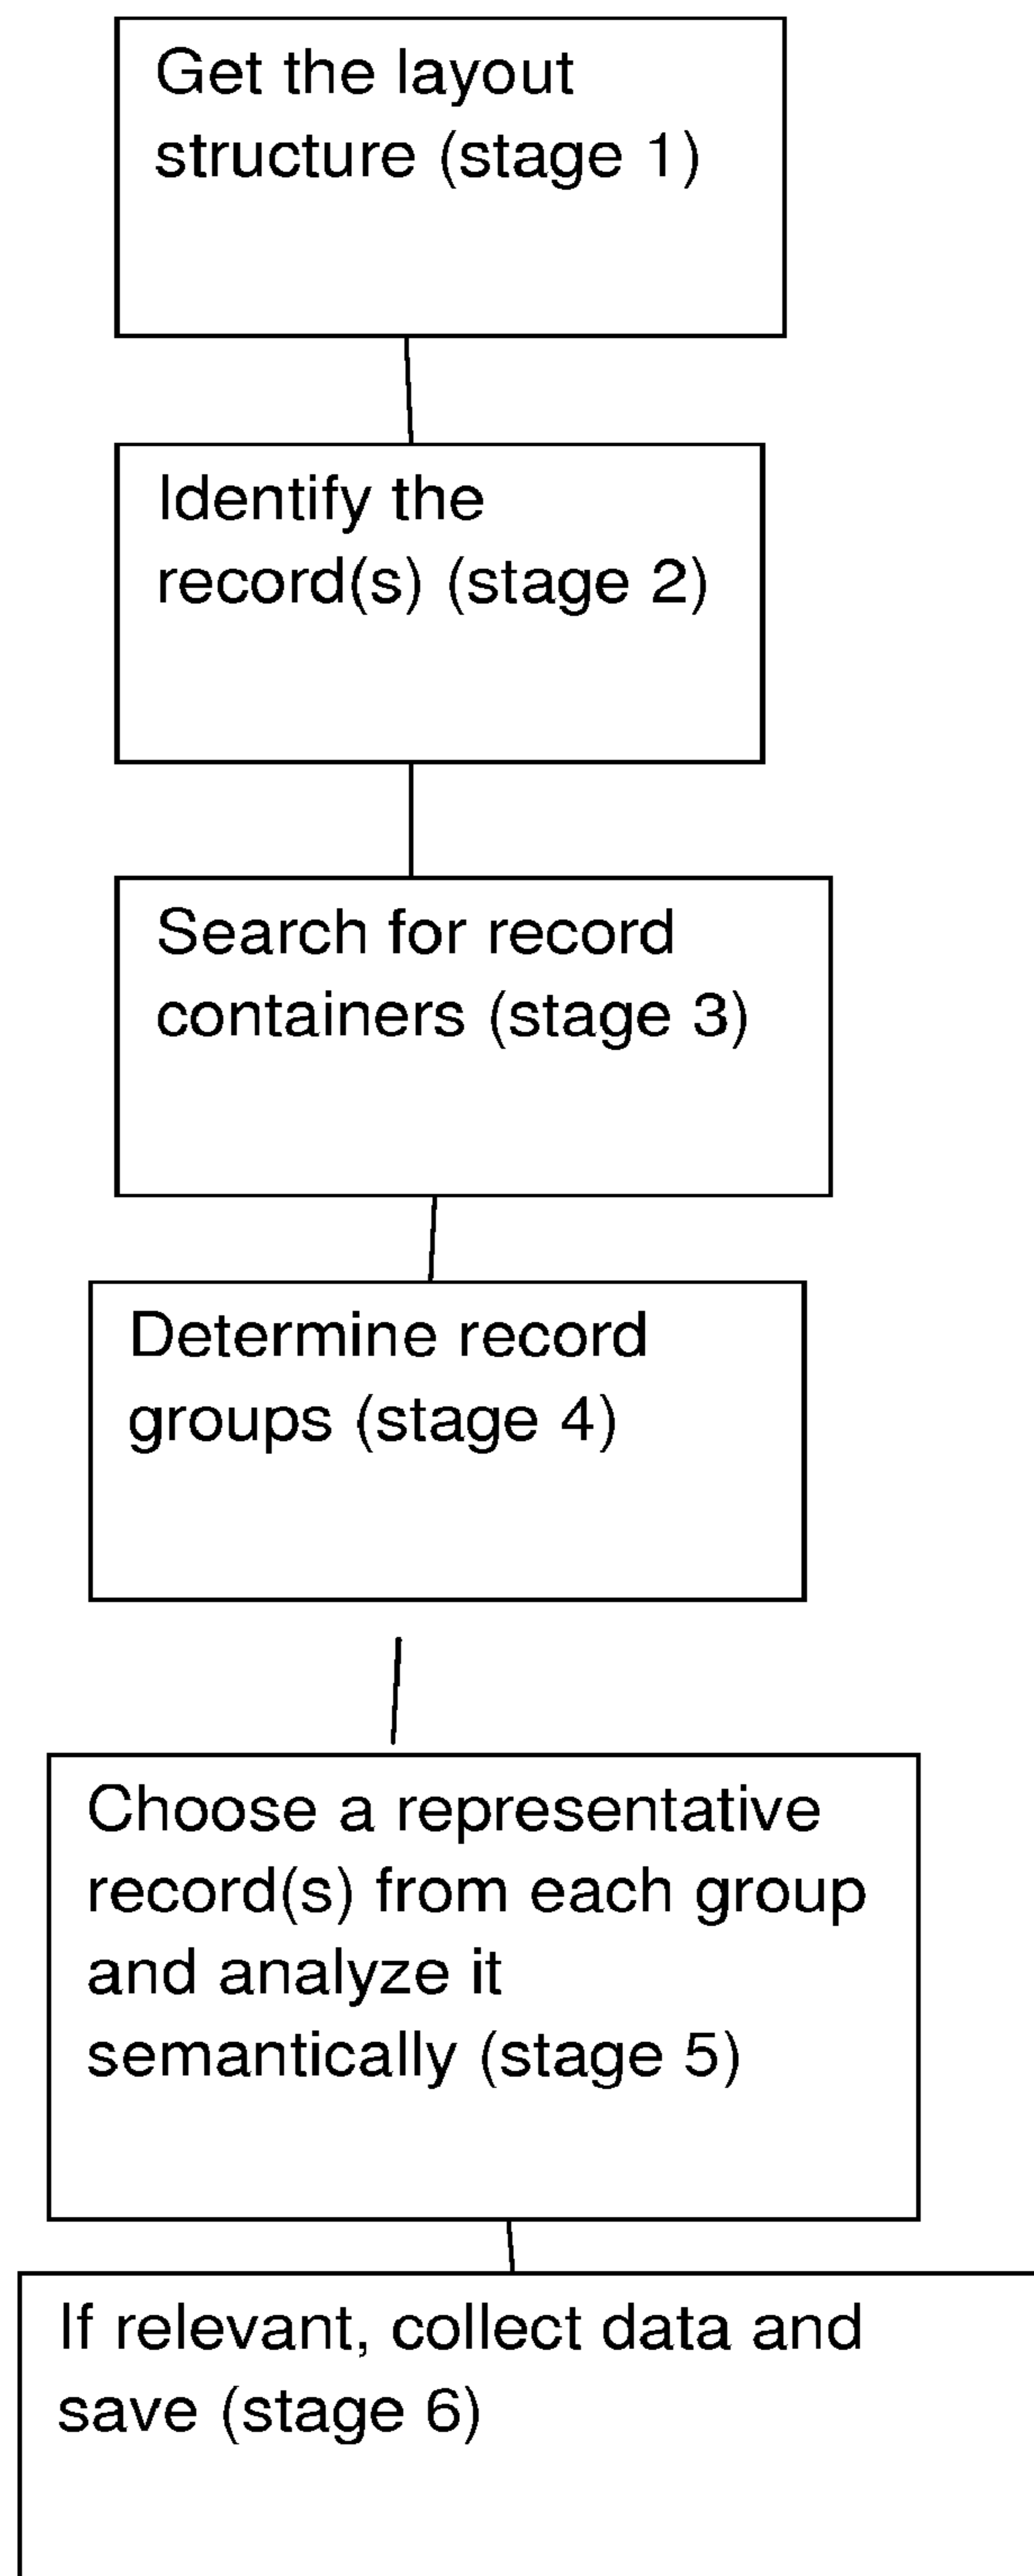 Get the layout
structure (stage 1)
Identify the
record(s) (stage 2)
Search for record
containers (stage 3)
Determine record
groups (stage 4)
Choose a representative
record(s) from each group
and analyze it
semantically (stage 5)
If relevant, collect data and
save (stage 6)